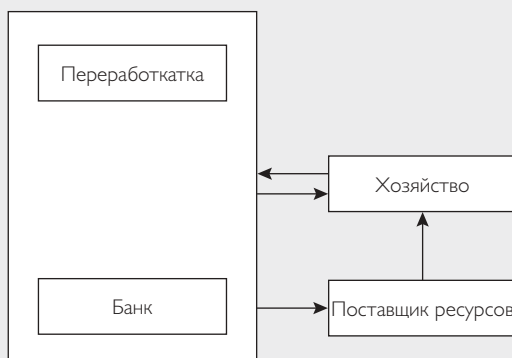 Переработкатка
Хозяйство
Банк
Поставщик ресурсов